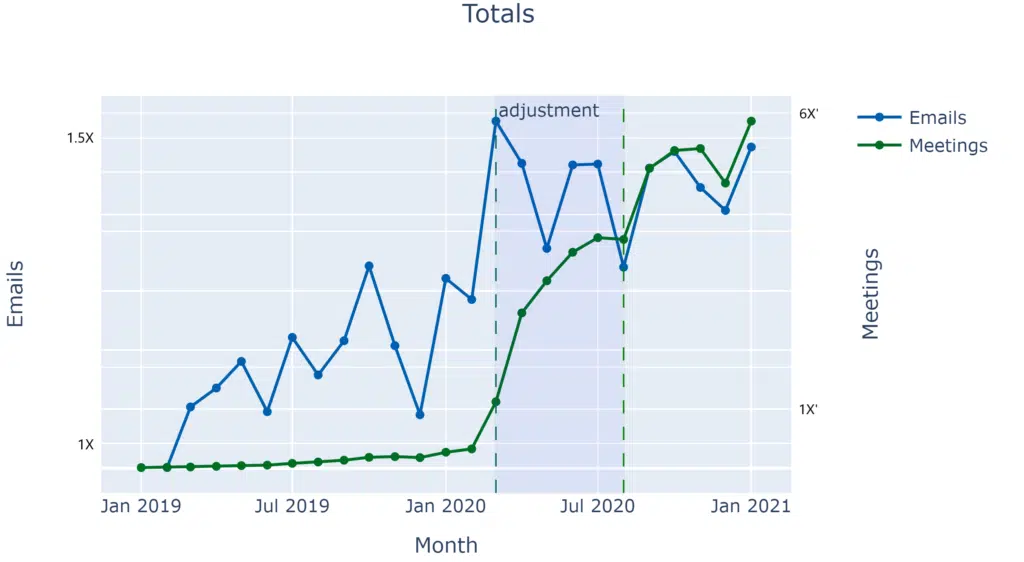 Totals
adjustment
6X'
1.5X
1X'
1X
Emails
Meetings
Emails
Meetings
Jan 2019
Jul 2019
Jan 2020
Jul 2020
Jan 2021
Month